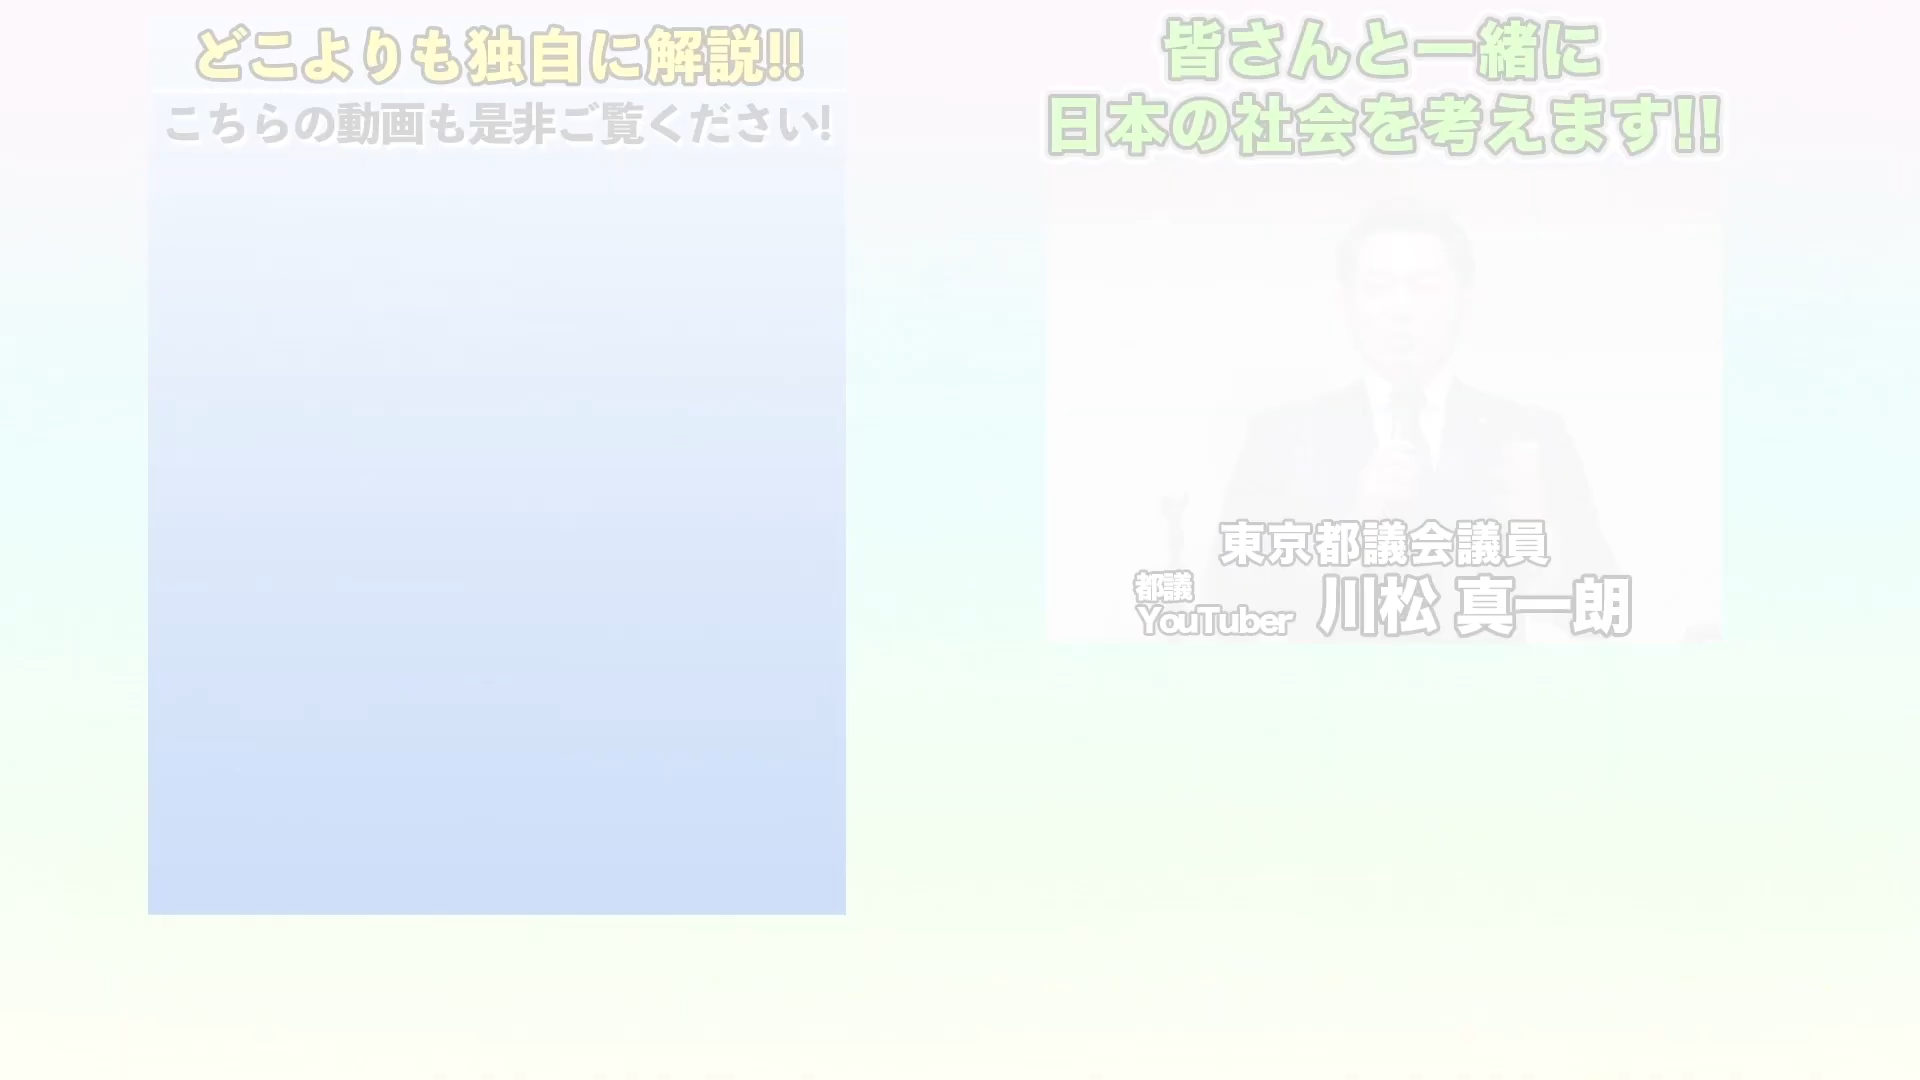 どこよりも独自に解説!!
こちらの動画も是非ご覧ください!
皆さんと一緒に
日本の社会を考えます!!
東京都議会議員
都議
YouTuber 川松 真一朗